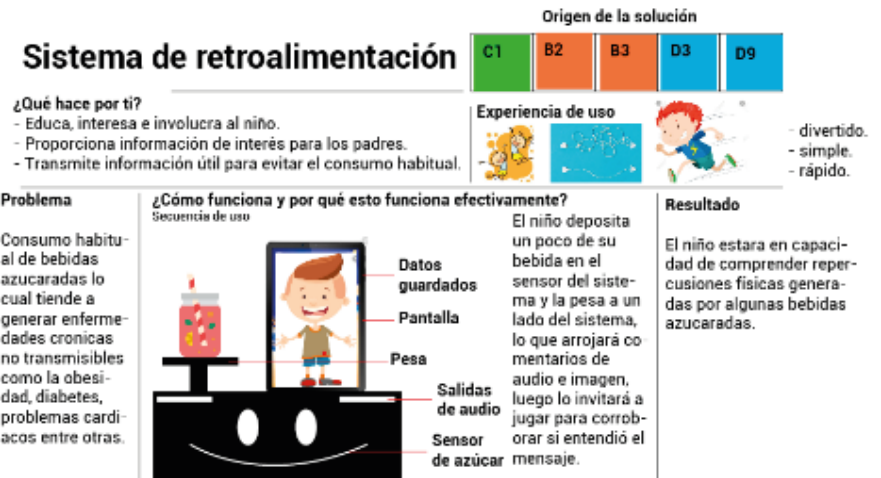 Origen de la solución
Sistema de retroalimentación
C1 B2 B3 D3 D9
¿Qué hace por ti?
- Educa, interesa e involucra al niño.
- Proporciona información de interés para los padres.
- Transmite información útil para evitar el consumo habitual.
Experiencia de uso
- divertido.
- simple.
- rápido.
Problema
Consumo habitu-
al de bebidas
azucaradas lo
cual tiende a
generar enferme-
dades cronicas
no transmisibles
como la obesi-
dad, diabetes,
problemas cardi-
acos entre otras.
¿Cómo funciona y por qué esto funciona efectivamente?
Secuencia de uso
Datos
guardados
Pantalla
Pesa
Salidas
de audio
Sensor
de azúcar
El niño deposita
un poco de su
bebida en el
sensor del siste-
ma y la pesa a un
lado del sistema,
lo que arrojará co-
mentarios de
audio e imagen,
luego lo invitará a
jugar para corrob-
orar si entendió el
mensaje.
Resultado
El niño estara en capaci-
dad de comprender reper-
cusiones físicas genera-
das por algunas bebidas
azucaradas.